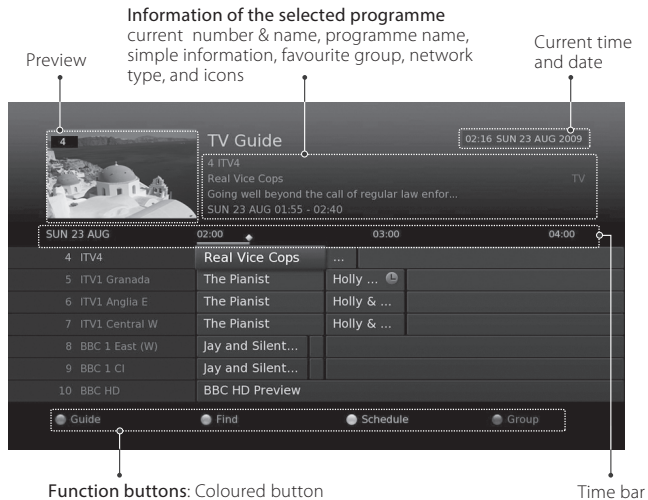 Information of the selected programme
current number & name, programme name,
simple information, favourite group, network
type, and icons
Preview
Current time
and date
4
TV Guide
02:16 SUN 23 AUG 2009
4 ITV4
Real Vice Cops
TV
Going well beyond the call of regular law enfor...
SUN 23 AUG 01:55 - 02:40
SUN 23 AUG 02:00 03:00 04:00
4 ITV4 Real Vice Cops ...
5 ITV1 Granada The Pianist Holly ...
6 ITV1 Anglia E The Pianist Holly & ...
7 ITV1 Central W The Pianist Holly & ...
8 BBC 1 East (W) Jay and Silent...
9 BBC 1 CI Jay and Silent...
10 BBC HD BBC HD Preview
Guide Find Schedule Group
Function buttons: Coloured button
Time bar